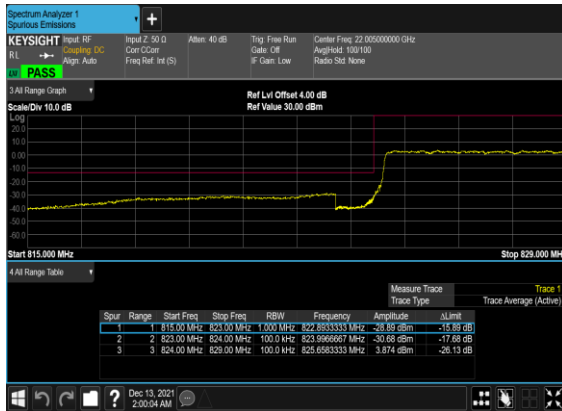 Spectrum Analyzer 1
Spurious Emissions
+
KEYSIGHT Input: RF Input Z: 50 Ω Atten: 40 dB Trig: Free Run Center Freq: 22.005000000 GHz
RL Coupling: DC Corr CCorr Gate: Off Avg|Hold: 100/100
Align: Auto Freq Ref: Int (S) IF Gain: Low Radio Std: None
PASS
3 All Range Graph
Ref Lvl Offset 4.00 dB
Scale/Div 10.0 dB Ref Value 30.00 dBm
Log
20.0
10.0
0.00
-10.0
-20.0
-30.0
-40.0
-50.0
-60.0
Start 815.000 MHz Stop 829.000 MH
4 All Range Table
Measure Trace Trace 1
Trace Type Trace Average (Active)
Spur Range Start Freq Stop Freq RBW Frequency Amplitude ΔLimit
1 1 815.00 MHz 823.00 MHz 1.000 MHz 822.8933333 MHz -28.89 dBm -15.89 dB
2 2 823.00 MHz 824.00 MHz 100.0 kHz 823.9966667 MHz -30.68 dBm -17.68 dB
3 3 824.00 MHz 829.00 MHz 100.0 kHz 825.6583333 MHz 3.874 dBm -26.13 dB
? Dec 13, 2021
2:00:04 AM